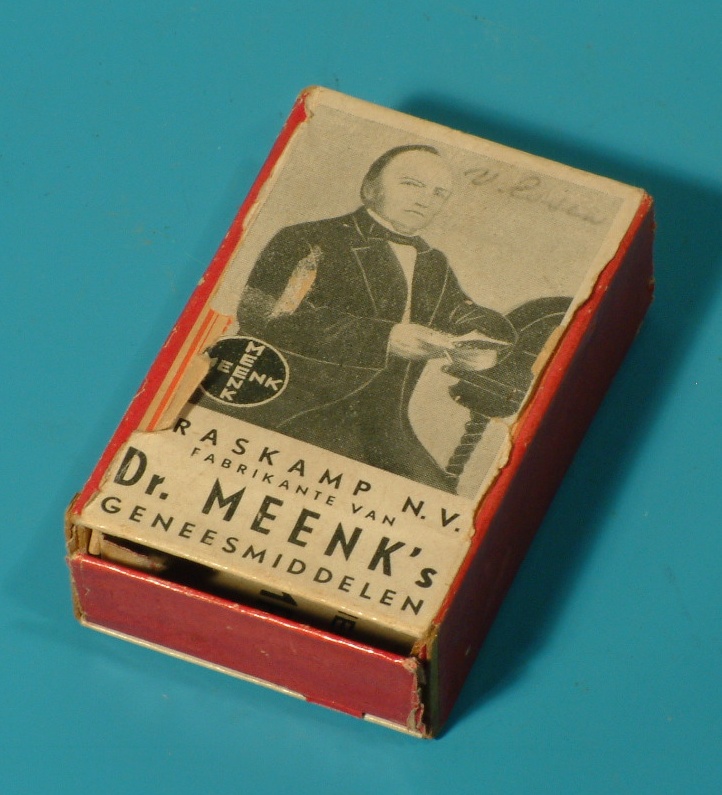 MEENK
MEENK
RASKAMP N.V.
FABRIKANTE VAN
Dr. MEENK's
GENEESMIDDELEN